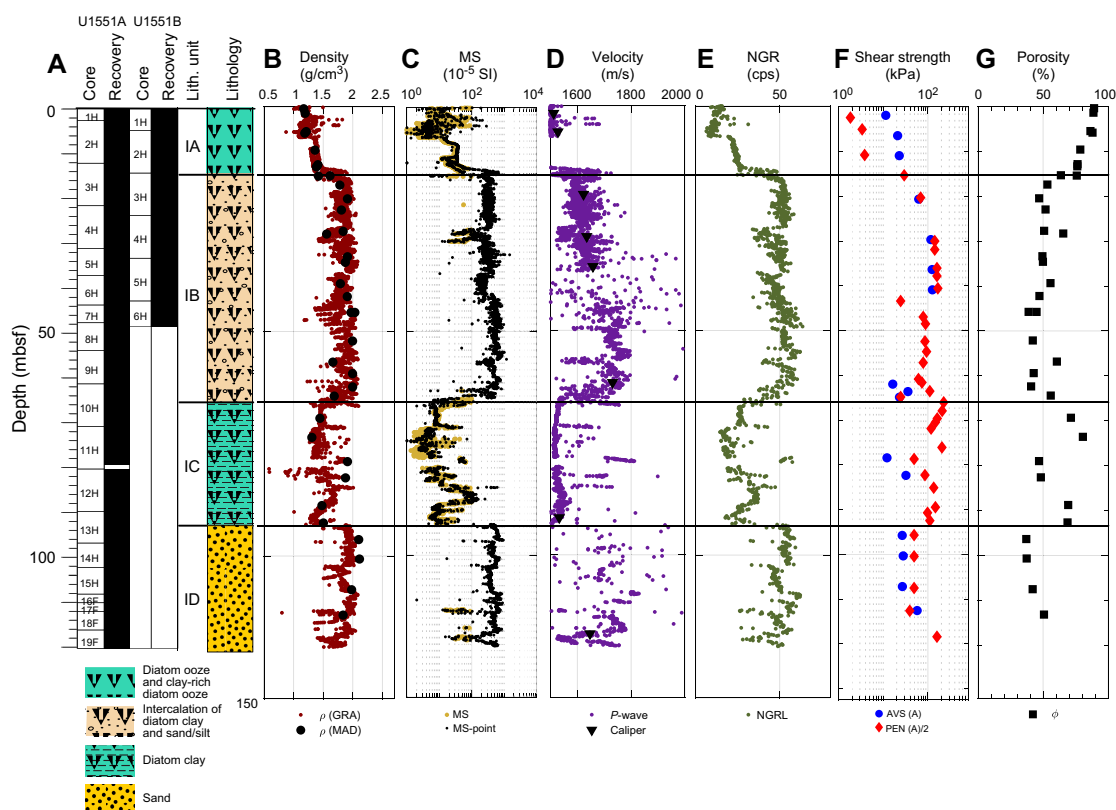 U1551A U1551B
A
Core
Recovery
Core
Recovery
Lith. unit
Lithology
B Density
(g/cm3)
C MS
(10-5 SI)
D Velocity
(m/s)
E NGR
(cps)
F Shear strength
(kPa)
G Porosity
(%)
0.5 1 1.5 2 2.5
100 102 104
1600 1800 2000
0 50
100 102
0 50 100
Depth (mbsf)
0
50
100
150
1H
2H
3H
4H
5H
6H
7H
8H
9H
10H
11H
12H
13H
14H
15H
16F
17F
18F
19F
1H
2H
3H
4H
5H
6H
IA
IB
IC
ID
Diatom ooze
and clay-rich
diatom ooze
Intercalation of
diatom clay
and sand/silt
Diatom clay
Sand
ρ (GRA)
ρ (MAD)
MS
MS-point
P-wave
Caliper
NGRL
AVS (A)
PEN (A)/2
ϕ